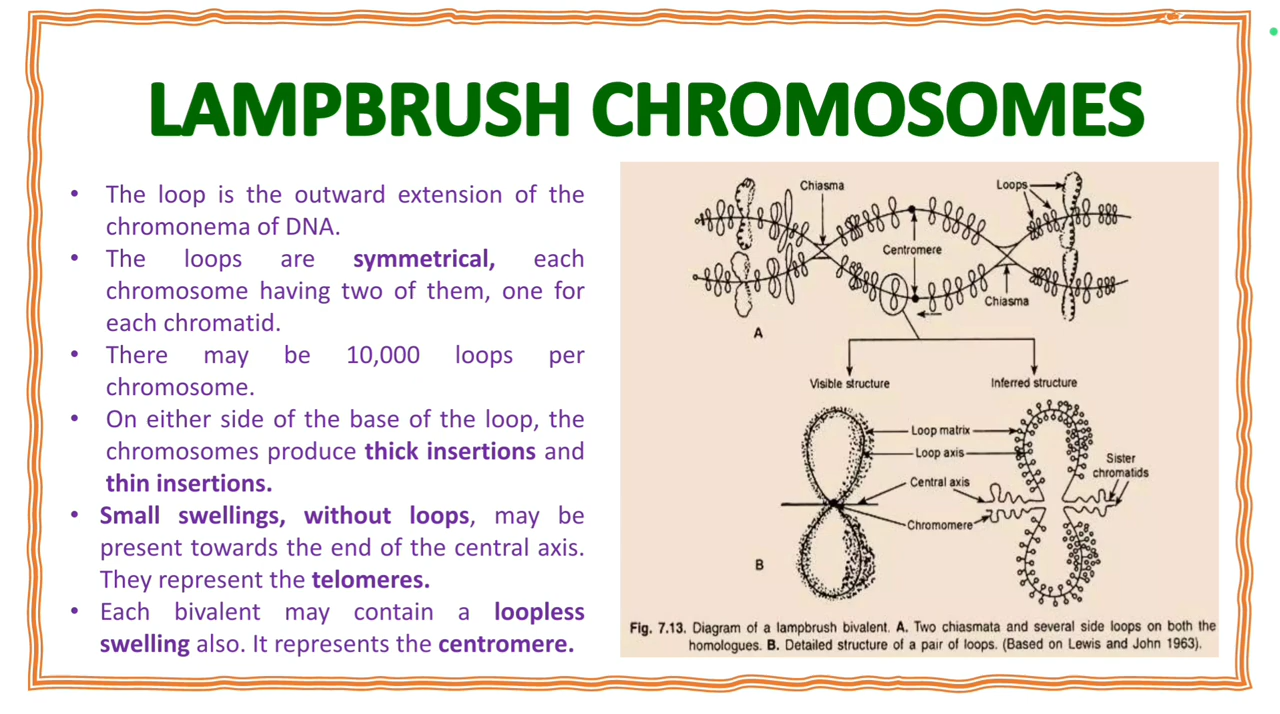 LAMPBRUSH CHROMOSOMES
• The loop is the outward extension of the
chromonema of DNA.
• The loops are symmetrical, each
chromosome having two of them, one for
each chromatid.
• There may be 10,000 loops per
chromosome.
• On either side of the base of the loop, the
chromosomes produce thick insertions and
thin insertions.
• Small swellings, without loops, may be
present towards the end of the central axis.
They represent the telomeres.
• Each bivalent may contain a loopless
swelling also. It represents the centromere.
Chiasma
Loops
Centromere
Chiasma
A
Visible structure
Inferred structure
Loop matrix
Loop axis
Sister
chromatids
Central axis
Chromomere
B
Fig. 7.13. Diagram of a lampbrush bivalent. A. Two chiasmata and several side loops on both the
homologues. B. Detailed structure of a pair of loops. (Based on Lewis and John 1963).